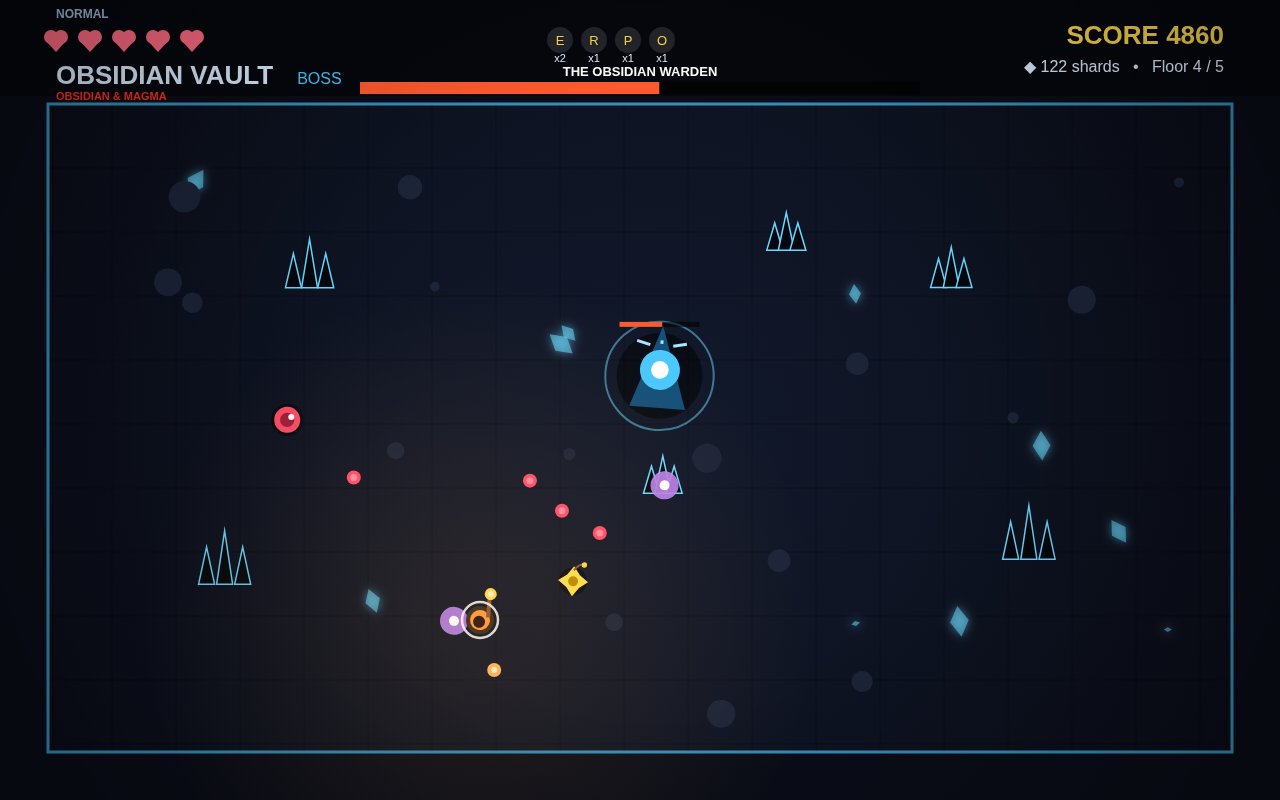 NORMAL
OBSIDIAN VAULT BOSS
OBSIDIAN & MAGMA
E R P O
x2 x1 x1 x1
THE OBSIDIAN WARDEN
SCORE 4860
122 shards • Floor 4 / 5